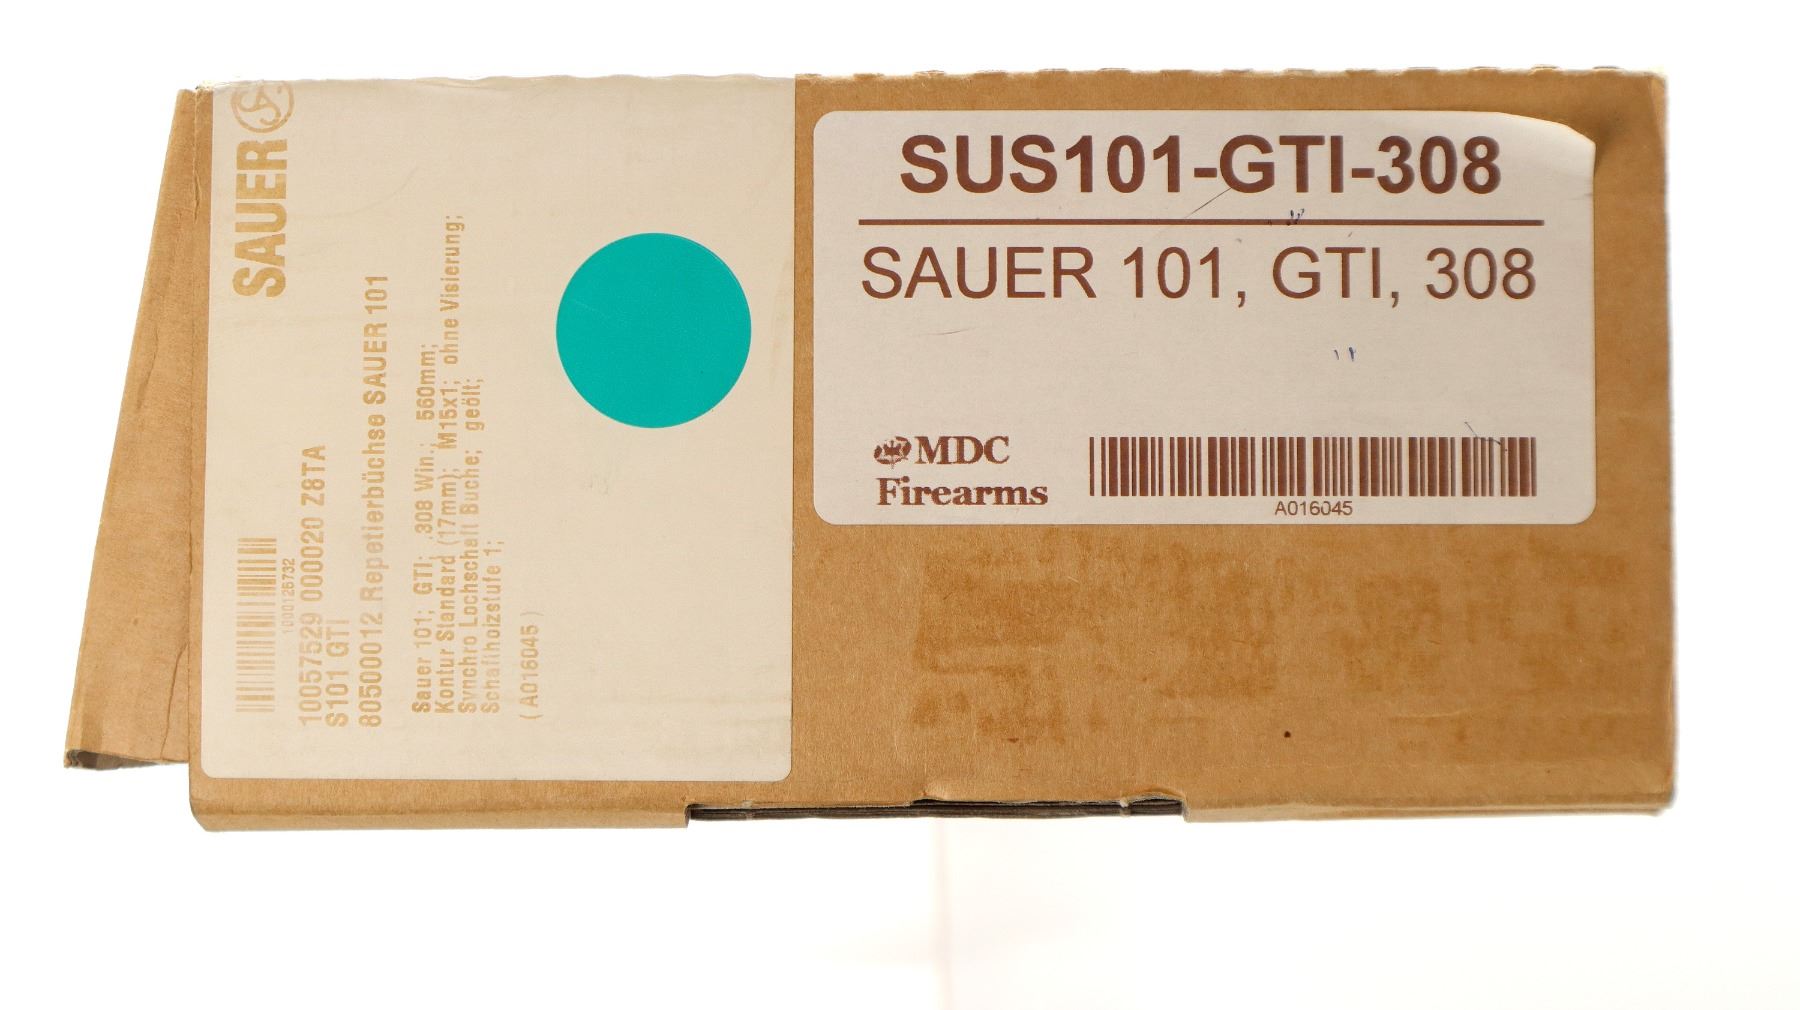 SAUER
1000126732
10057529 000020 Z8TA
S101 GTI
80500012 Repetierbüchse SAUER 101
Sauer 101; GTI; .308 Win.; 560mm;
Kontur Standard (17mm); M15x1; ohne Visierung;
Synchro Lochschaft Buche; geölt;
Schaftholzstufe 1;
(A016045)
SUS101-GTI-308
SAUER 101, GTI, 308
MDC
Firearms
A016045